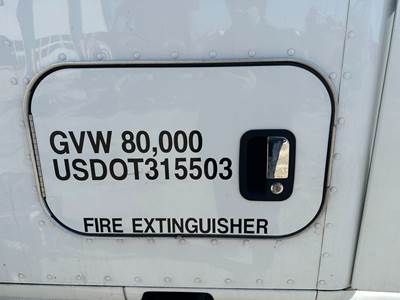 GVW 80,000
USDOT315503
FIRE EXTINGUISHER